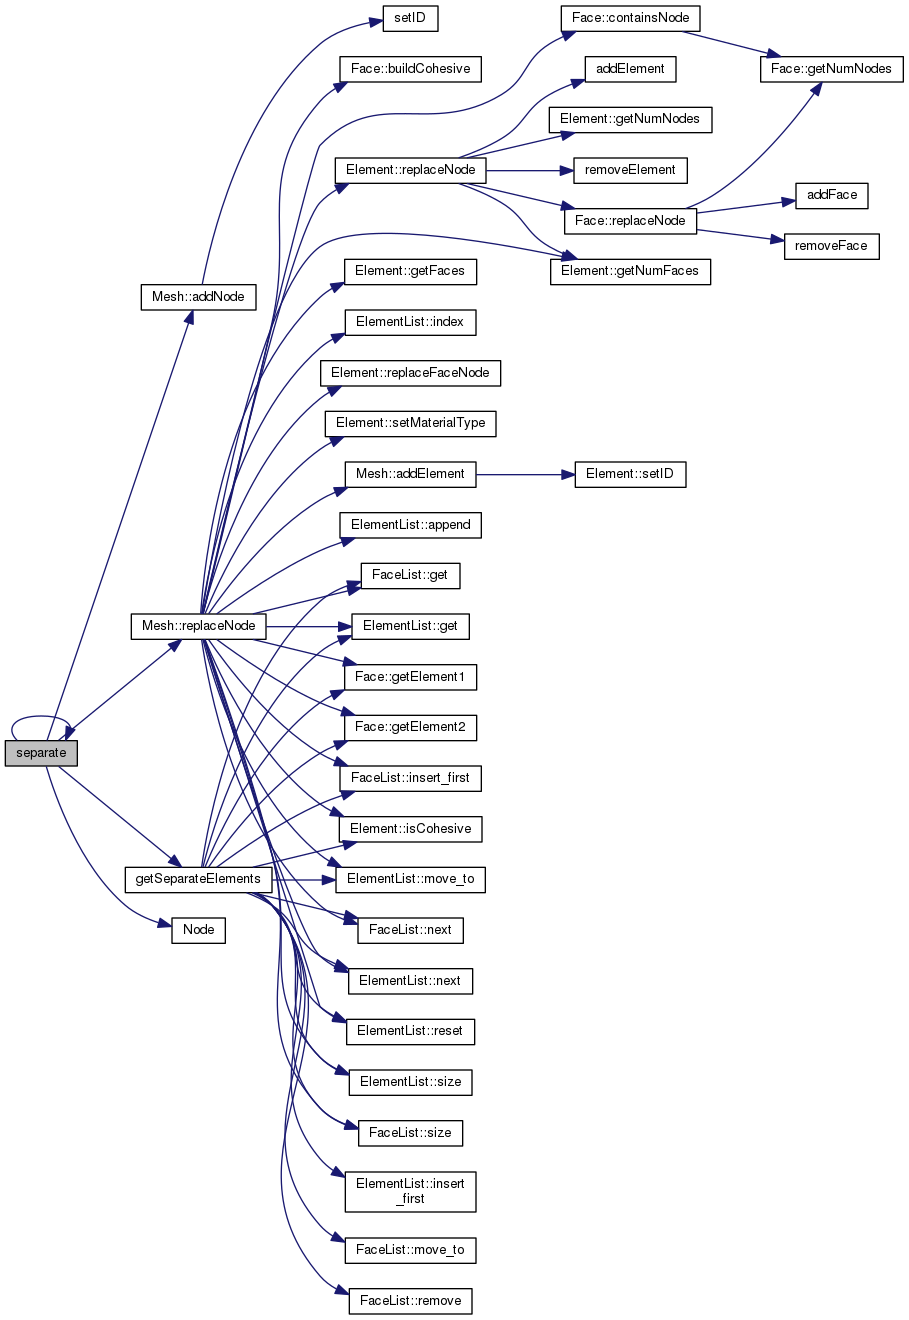 setID
Face::containsNode
Face::buildCohesive
addElement
Face::getNumNodes
Element::getNumNodes
Element::replaceNode
removeElement
addFace
Face::replaceNode
removeFace
Element::getFaces
Element::getNumFaces
Mesh::addNode
ElementList::index
Element::replaceFaceNode
Element::setMaterialType
Mesh::addElement
Element::setID
ElementList::append
FaceList::get
Mesh::replaceNode
ElementList::get
Face::getElement1
Face::getElement2
separate
FaceList::insert_first
Element::isCohesive
getSeparateElements
ElementList::move_to
Node
FaceList::next
ElementList::next
ElementList::reset
ElementList::size
FaceList::size
ElementList::insert
_first
FaceList::move_to
FaceList::remove